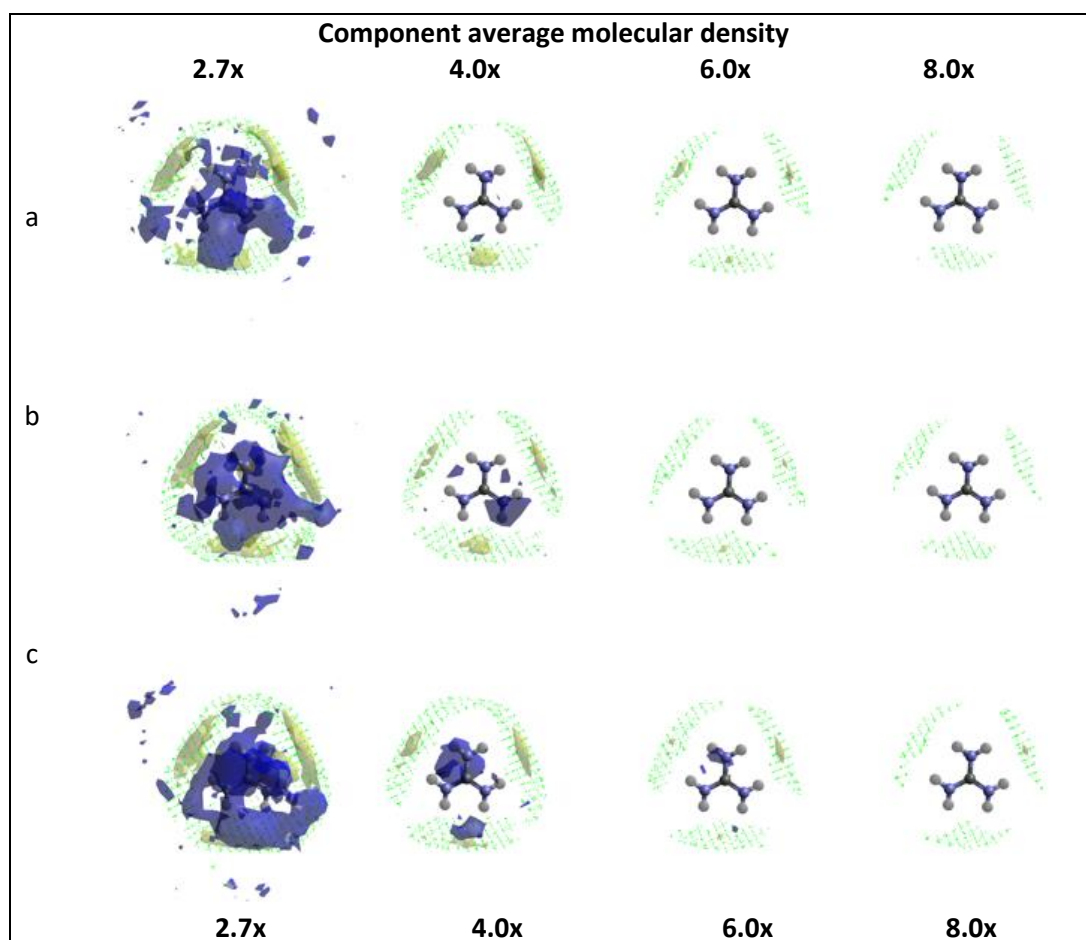 Component average molecular density
2.7x 4.0x 6.0x 8.0x
a
b
c
2.7x 4.0x 6.0x 8.0x